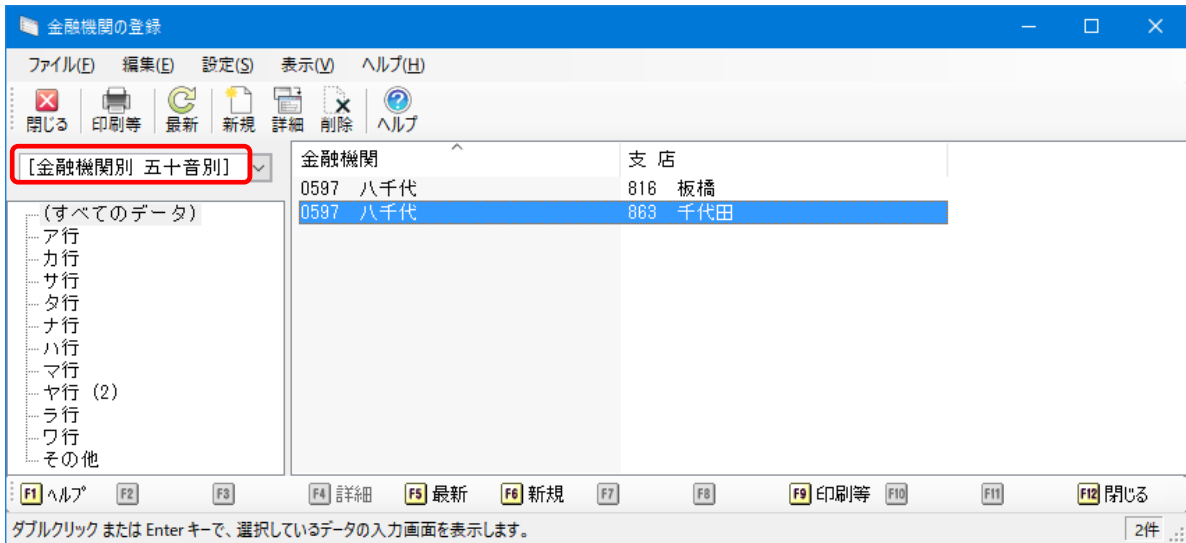 金融機関の登録
ファイル(F) 編集(E) 設定(S) 表示(V) ヘルプ(H)
閉じる 印刷等 最新 新規 詳細 削除 ヘルプ
[金融機関別 五十音別]
金融機関 支 店
0597 八千代 816 板橋
0597 八千代 863 千代田
(すべてのデータ)
ア行
カ行
サ行
タ行
ナ行
ハ行
マ行
ヤ行 (2)
ラ行
ワ行
その他
F1 ヘルプ F2 F3 F4 詳細 F5 最新 F6 新規 F7 F8 F9 印刷等 F10 F11 F12 閉じる
ダブルクリック または Enter キーで、選択しているデータの入力画面を表示します。 2件